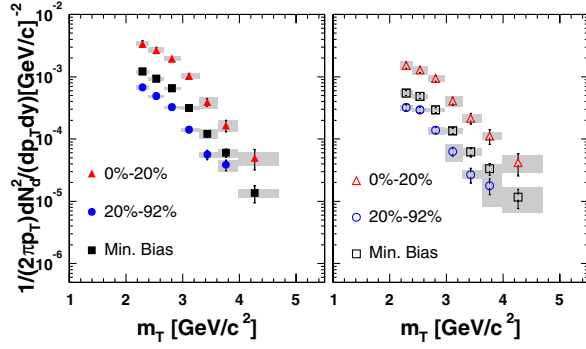 1/(2πp_T)dN_d^2/(dp_T dy)[GeV/c]^-2
10^-2
10^-3
10^-4
10^-5
10^-6
0%-20%
20%-92%
Min. Bias
1 2 3 4 5
m_T [GeV/c^2]
0%-20%
20%-92%
Min. Bias
1 2 3 4 5
m_T [GeV/c^2]